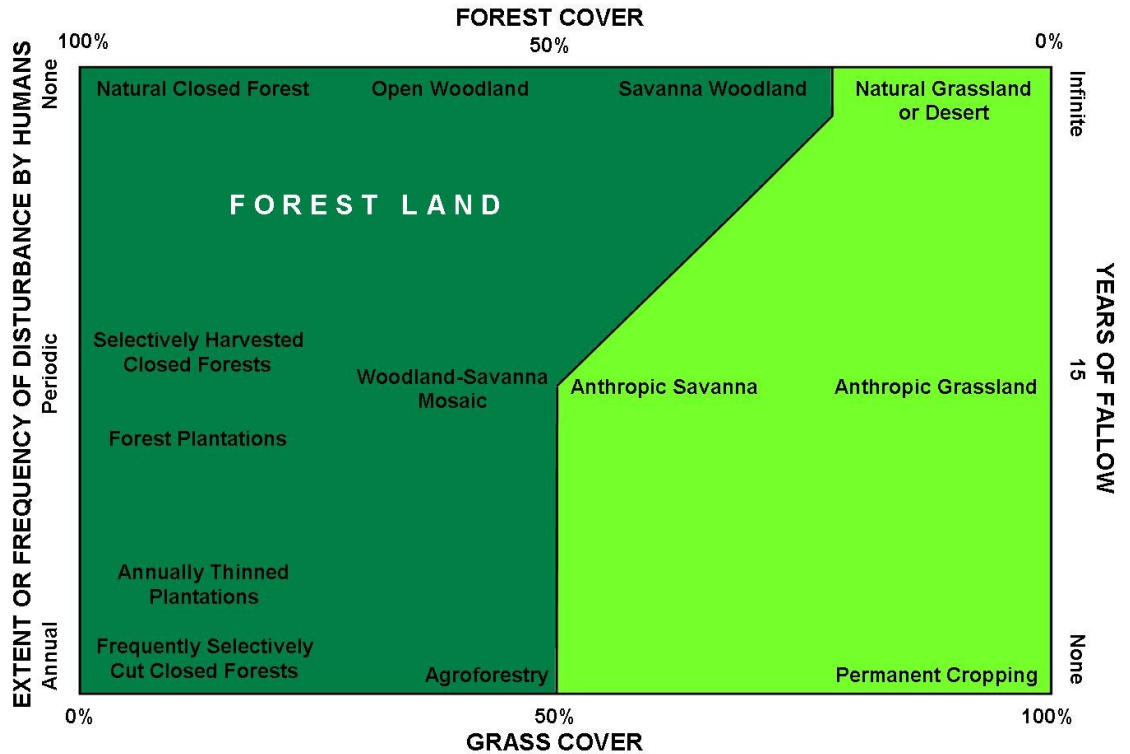 FOREST COVER
100%
50%
0%
EXTENT OR FREQUENCY OF DISTURBANCE BY HUMANS
None
Periodic
Annual
Natural Closed Forest
Open Woodland
Savanna Woodland
Natural Grassland
or Desert
FOREST LAND
Selectively Harvested
Closed Forests
Woodland-Savanna
Mosaic
Anthropic Savanna
Anthropic Grassland
Forest Plantations
Annually Thinned
Plantations
Frequently Selectively
Cut Closed Forests
Agroforestry
Permanent Cropping
Infinite
15
None
YEARS OF FALLOW
0%
50%
100%
GRASS COVER